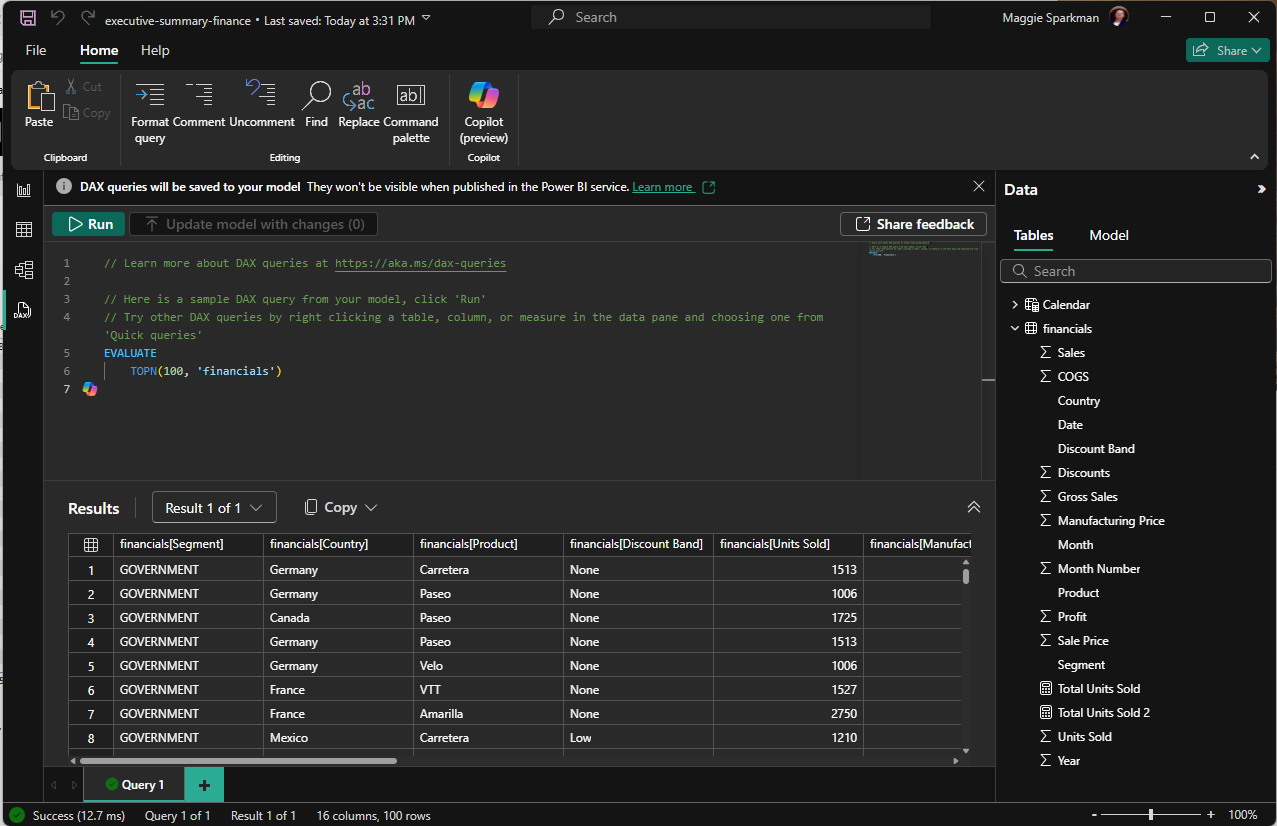 executive-summary-finance • Last saved: Today at 3:31 PM
Search
Maggie Sparkman
File
Home
Help
Share
Paste
Cut
Copy
Clipboard
Format query
Comment
Uncomment
Find
Replace
Command palette
Editing
Copilot (preview)
Copilot
DAX queries will be saved to your model They won't be visible when published in the Power BI service. Learn more
Run
Update model with changes (0)
Share feedback
1 // Learn more about DAX queries at https://aka.ms/dax-queries
2
3 // Here is a sample DAX query from your model, click 'Run'
4 // Try other DAX queries by right clicking a table, column, or measure in the data pane and choosing one from
'Quick queries'
5 EVALUATE
6 TOPN(100, 'financials')
7
Results
Result 1 of 1
Copy
financials[Segment] financials[Country] financials[Product] financials[Discount Band] financials[Units Sold] financials[Manufact
1 GOVERNMENT Germany Carretera None 1513
2 GOVERNMENT Germany Paseo None 1006
3 GOVERNMENT Canada Paseo None 1725
4 GOVERNMENT Germany Paseo None 1513
5 GOVERNMENT Germany Velo None 1006
6 GOVERNMENT France VTT None 1527
7 GOVERNMENT France Amarilla None 2750
8 GOVERNMENT Mexico Carretera Low 1210
Query 1
Success (12.7 ms) Query 1 of 1 Result 1 of 1 16 columns, 100 rows
- + 100%
DAX
Data
Tables
Model
Search
Calendar
financials
Sales
COGS
Country
Date
Discount Band
Discounts
Gross Sales
Manufacturing Price
Month
Month Number
Product
Profit
Sale Price
Segment
Total Units Sold
Total Units Sold 2
Units Sold
Year